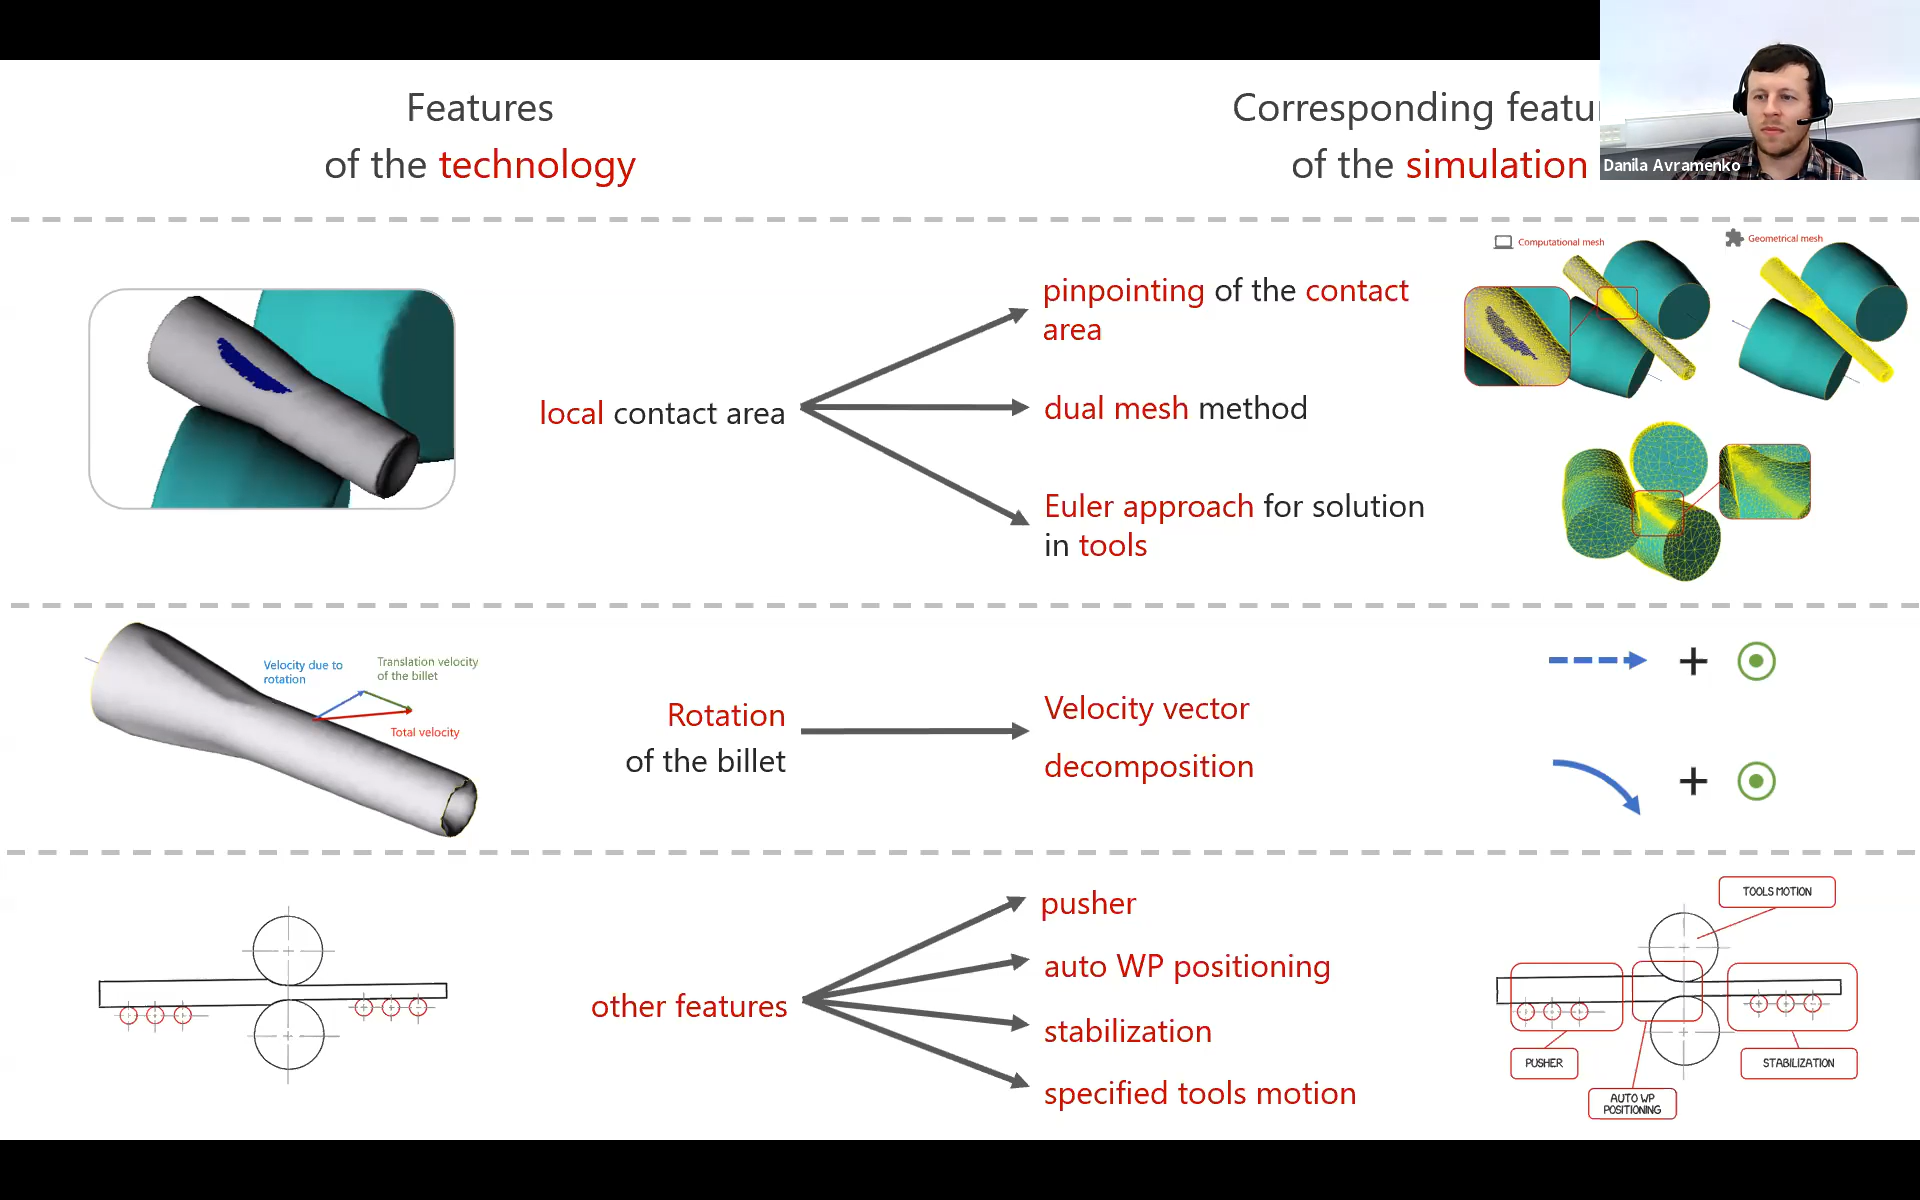 Features
of the technology
Corresponding featu
of the simulation
Danila Avramenko
local contact area
pinpointing of the contact
area
dual mesh method
Euler approach for solution
in tools
Computational mesh
Geometrical mesh
Velocity due to
rotation
Translation velocity
of the billet
Total velocity
Rotation
of the billet
Velocity vector
decomposition
+
+
other features
pusher
auto WP positioning
stabilization
specified tools motion
TOOLS MOTION
PUSHER
STABILIZATION
AUTO WP
POSITIONING